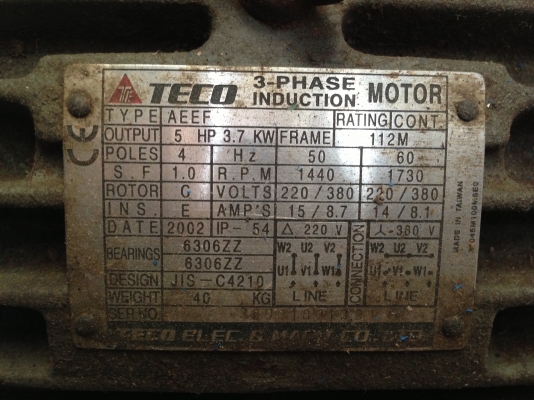 TECO 3-PHASE INDUCTION MOTOR
TYPE AEEF RATING CONT.
OUTPUT 5 HP 3.7 KW FRAME 112M
POLES 4 Hz 50 60
S.F 1.0 R.P.M 1440 1730
ROTOR C VOLTS 220/380 220/380
INS. E AMP'S 15/8.7 14/8.1
DATE 2002 IP-54 △ 220 V 人-380 V
BEARINGS 6306ZZ
6306ZZ
W2 U2 V2 W2 U2 V2
U1 V1 W1 U1 V1 W1
CONNECTION
DESIGN JIS-C4210 LINE LINE
WEIGHT 40 KG
SER NO
TECO ELEC. & MACH CO., LTD
CE
MADE IN TAIWAN